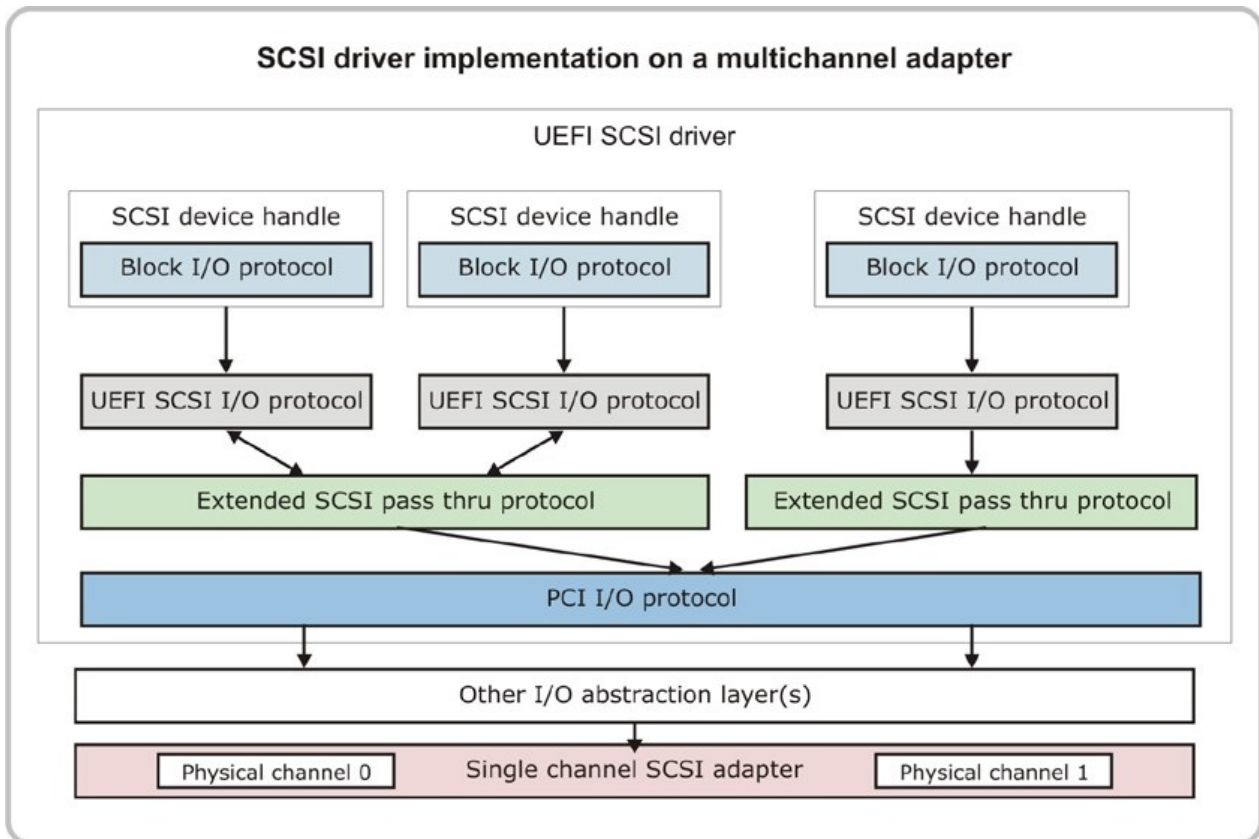 SCSI driver implementation on a multichannel adapter
UEFI SCSI driver
SCSI device handle
SCSI device handle
SCSI device handle
Block I/O protocol
Block I/O protocol
Block I/O protocol
UEFI SCSI I/O protocol
UEFI SCSI I/O protocol
UEFI SCSI I/O protocol
Extended SCSI pass thru protocol
Extended SCSI pass thru protocol
PCI I/O protocol
Other I/O abstraction layer(s)
Physical channel 0
Single channel SCSI adapter
Physical channel 1